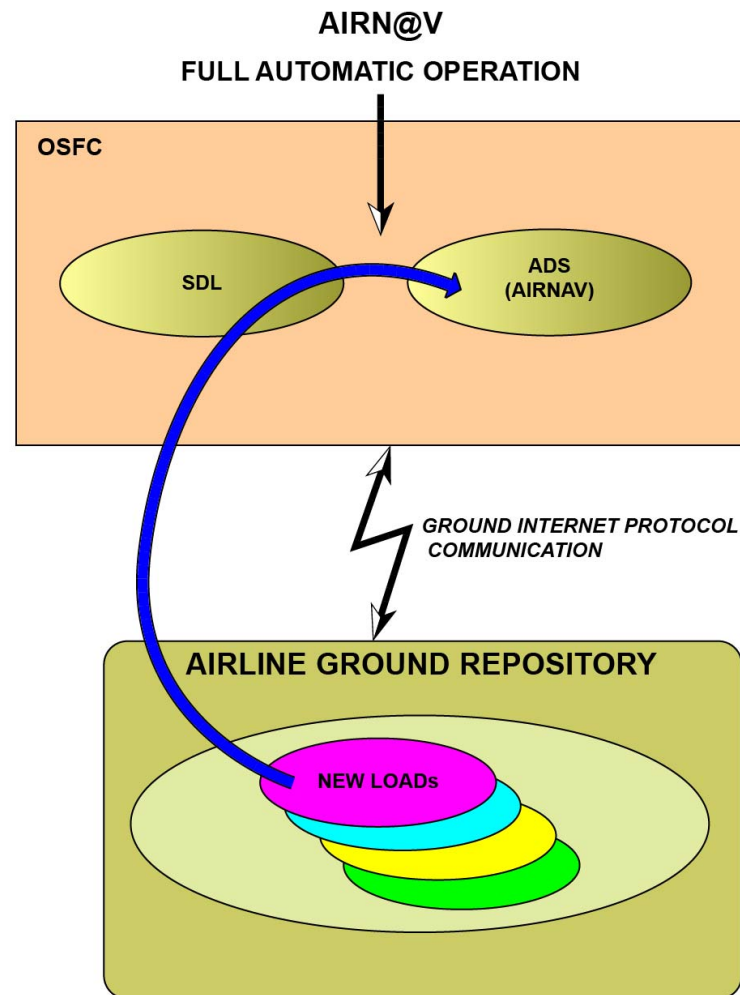 AIRN@V
FULL AUTOMATIC OPERATION
OSFC
SDL
ADS
(AIRNAV)
GROUND INTERNET PROTOCOL
COMMUNICATION
AIRLINE GROUND REPOSITORY
NEW LOADs